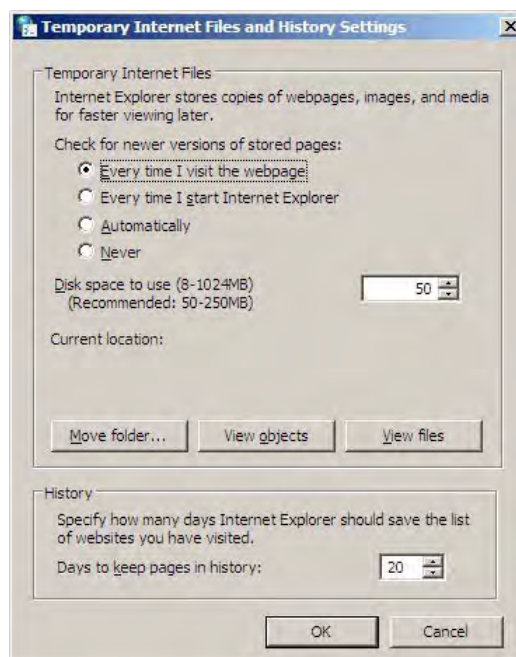 Temporary Internet Files and History Settings
Temporary Internet Files
Internet Explorer stores copies of webpages, images, and media
for faster viewing later.
Check for newer versions of stored pages:
Every time I visit the webpage
Every time I start Internet Explorer
Automatically
Never
Disk space to use (8-1024MB)
50
(Recommended: 50-250MB)
Current location:
Move folder... View objects View files
History
Specify how many days Internet Explorer should save the list
of websites you have visited.
Days to keep pages in history: 20
OK Cancel